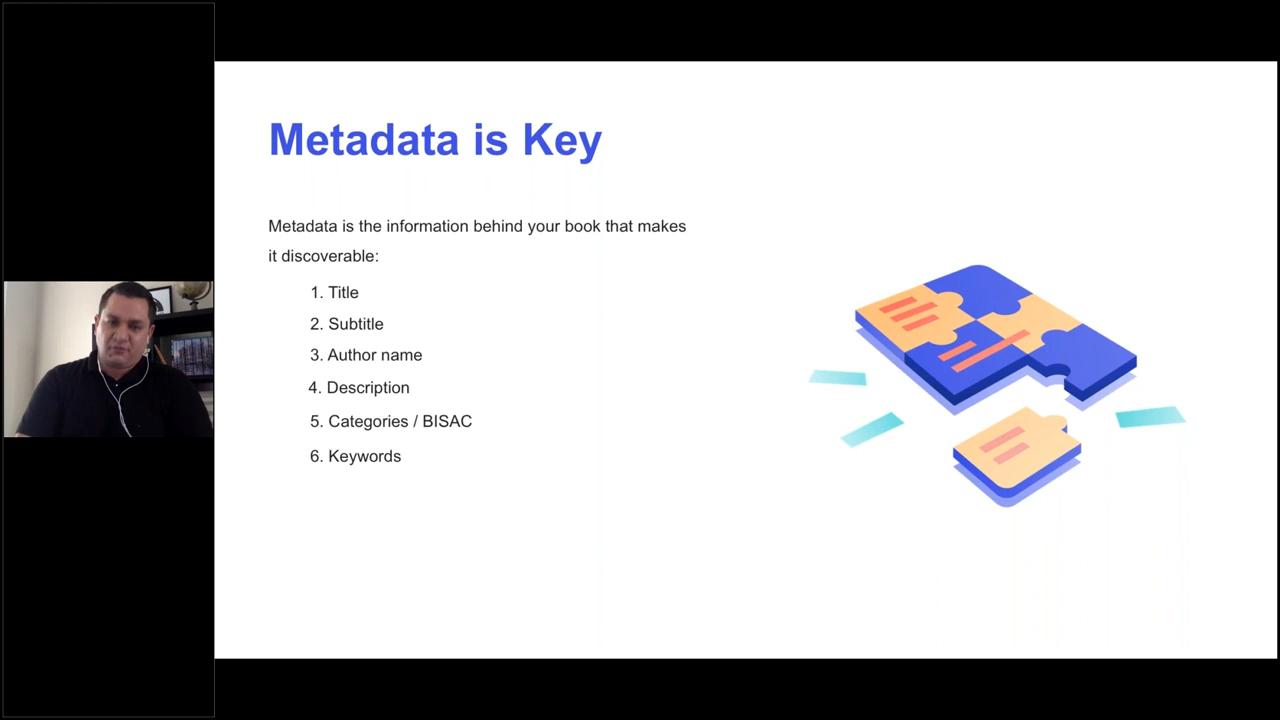 Metadata is Key
Metadata is the information behind your book that makes
it discoverable:
1. Title
2. Subtitle
3. Author name
4. Description
5. Categories / BISAC
6. Keywords